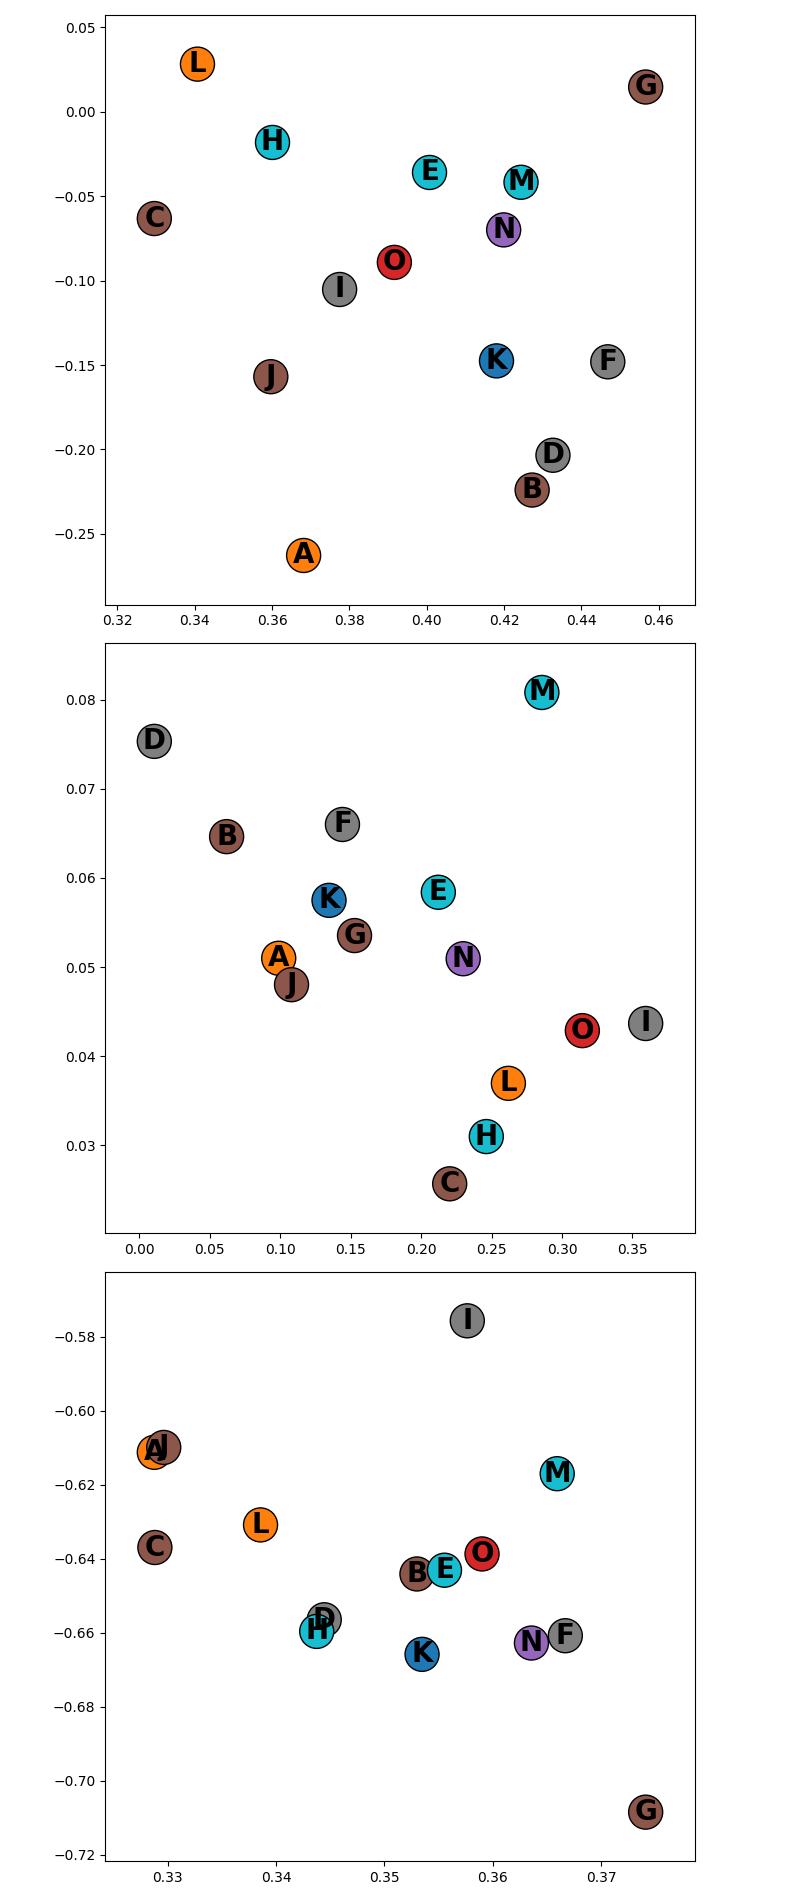 0.05
L
G
0.00
H
E
M
−0.05
C
N
O
−0.10
I
−0.15
K
F
J
−0.20
D
B
−0.25
A
0.32 0.34 0.36 0.38 0.40 0.42 0.44 0.46
M
0.08
D
0.07
F
B
0.06
E
K
G
A
N
0.05
J
I
O
0.04
L
H
0.03
C
0.00 0.05 0.10 0.15 0.20 0.25 0.30 0.35
I
−0.58
−0.60
A J
M
−0.62
L
C
O
−0.64
B E
D
H
−0.66
N F
K
−0.68
−0.70
G
−0.72
0.33 0.34 0.35 0.36 0.37